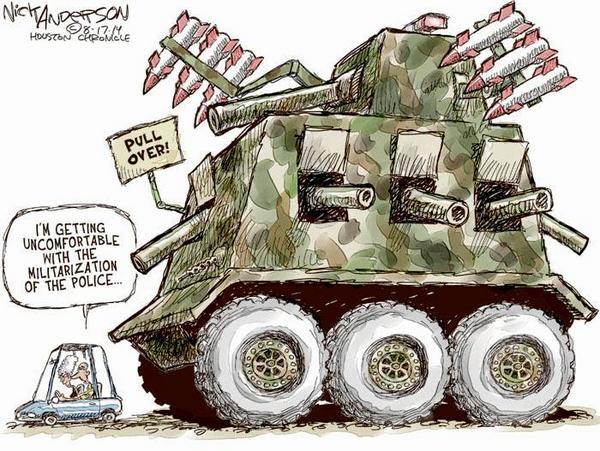 NICK ANDERSON
© 8-17-14
HOUSTON CHRONICLE
PULL
OVER!
I'M GETTING
UNCOMFORTABLE
WITH THE
MILITARIZATION
OF THE POLICE...